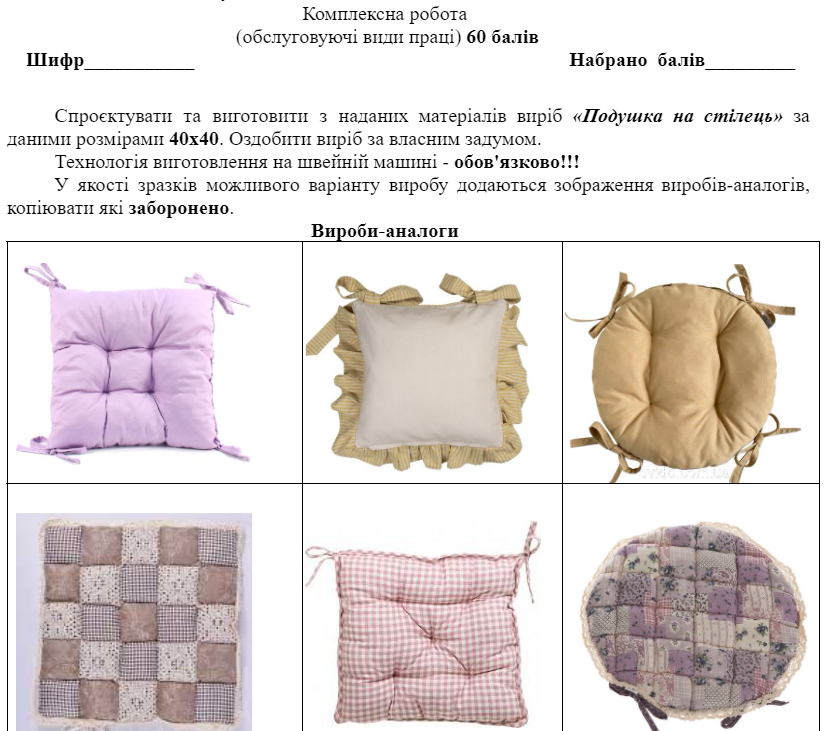 Комплексна робота
(обслуговуючі види праці) 60 балів
Шифр___________ Набрано балів_________
Спроєктувати та виготовити з наданих матеріалів виріб «Подушка на стілець» за
даними розмірами 40х40. Оздобити виріб за власним задумом.
Технологія виготовлення на швейній машині - обов'язково!!!
У якості зразків можливого варіанту виробу додаються зображення виробів-аналогів,
копіювати які заборонено.
Вироби-аналоги